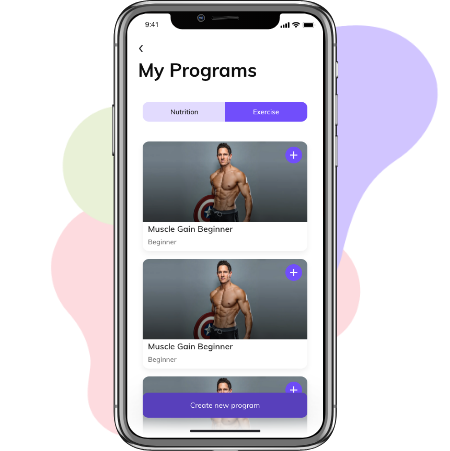 9:41
My Programs
Nutrition
Exercise
Muscle Gain Beginner
Beginner
Muscle Gain Beginner
Beginner
Create new program